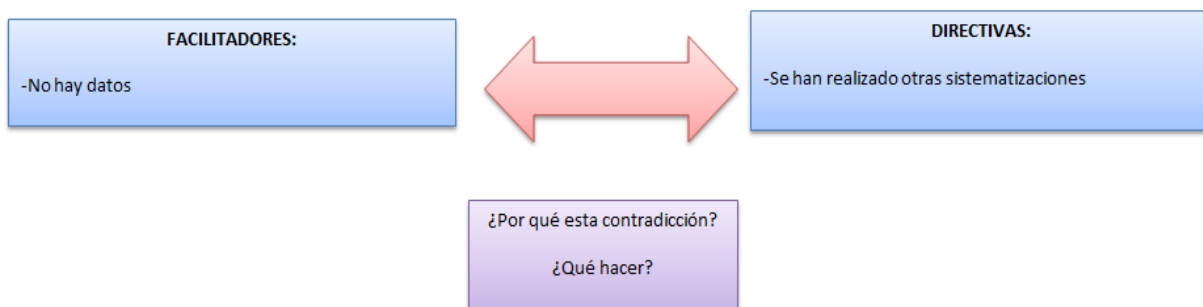 FACILITADORES:
-No hay datos
DIRECTIVAS:
-Se han realizado otras sistematizaciones
¿Por qué esta contradicción?
¿Qué hacer?